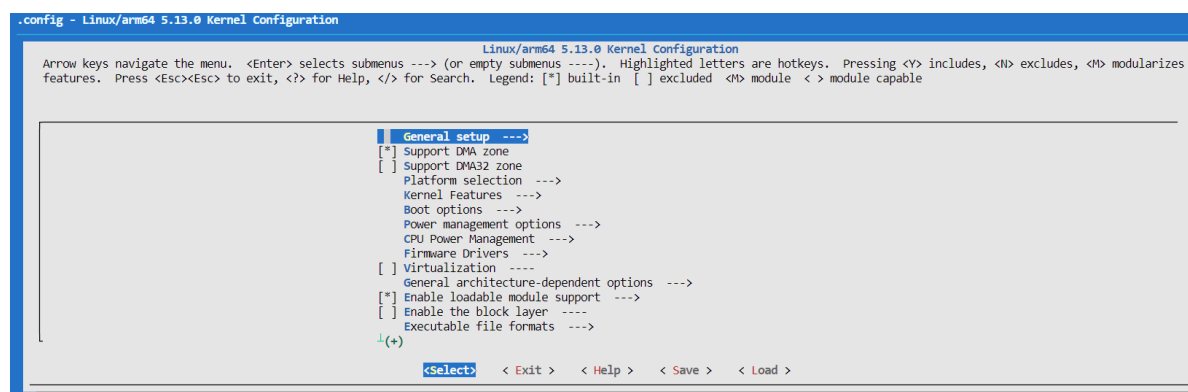 .config - Linux/arm64 5.13.0 Kernel Configuration
Linux/arm64 5.13.0 Kernel Configuration
Arrow keys navigate the menu.  <Enter> selects submenus ---> (or empty submenus ----).  Highlighted letters are hotkeys.  Pressing <Y> includes, <N> excludes, <M> modularizes
features.  Press <Esc><Esc> to exit, <?> for Help, </> for Search.  Legend: [*] built-in  [ ] excluded  <M> module  < > module capable
General setup  --->
[*] Support DMA zone
[ ] Support DMA32 zone
Platform selection  --->
Kernel Features  --->
Boot options  --->
Power management options  --->
CPU Power Management  --->
Firmware Drivers  --->
[ ] Virtualization  ----
General architecture-dependent options  --->
[*] Enable loadable module support  --->
[ ] Enable the block layer  ----
Executable file formats  --->
(+)
<Select>    < Exit >    < Help >    < Save >    < Load >